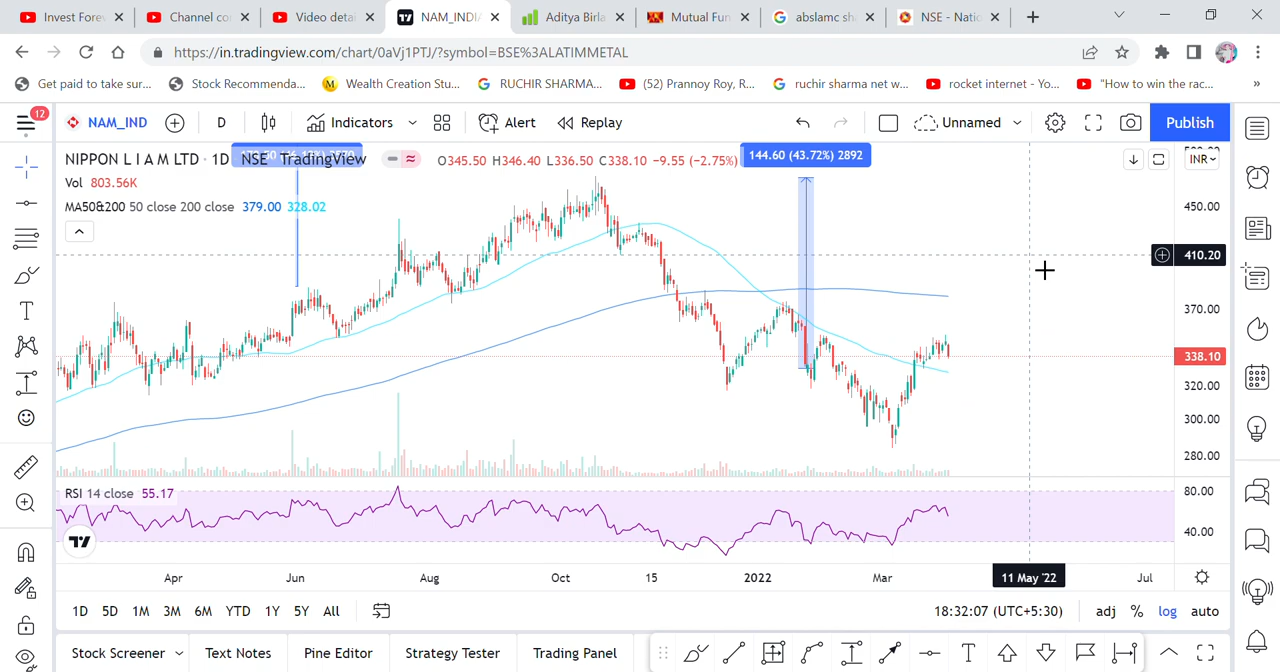 Invest Forev
Channel co
Video detai
NAM_INDIA
Aditya Birla
Mutual Fun
abslamc sh
NSE - Natio
https://in.tradingview.com/chart/0aVj1PTJ/?symbol=BSE%3ALATIMMETAL
Get paid to take sur...
Stock Recommenda...
Wealth Creation Stu...
RUCHIR SHARMA...
(52) Prannoy Roy, R...
ruchir sharma net w...
rocket internet - Yo...
"How to win the rac...
»
12
NAM_IND
D
Indicators
Alert
Replay
Unnamed
Publish
NIPPON L I A M LTD · 1D NSE TradingView
O345.50 H346.40 L336.50 C338.10 −9.55 (−2.75%)
144.60 (43.72%) 2892
INR
Vol 803.56K
MA50&200 50 close 200 close 379.00 328.02
450.00
410.20
370.00
338.10
320.00
300.00
280.00
RSI 14 close 55.17
80.00
40.00
Apr Jun Aug Oct 15 2022 Mar 11 May '22 Jul
1D 5D 1M 3M 6M YTD 1Y 5Y All
18:32:07 (UTC+5:30) adj % log auto
Stock Screener Text Notes Pine Editor Strategy Tester Trading Panel